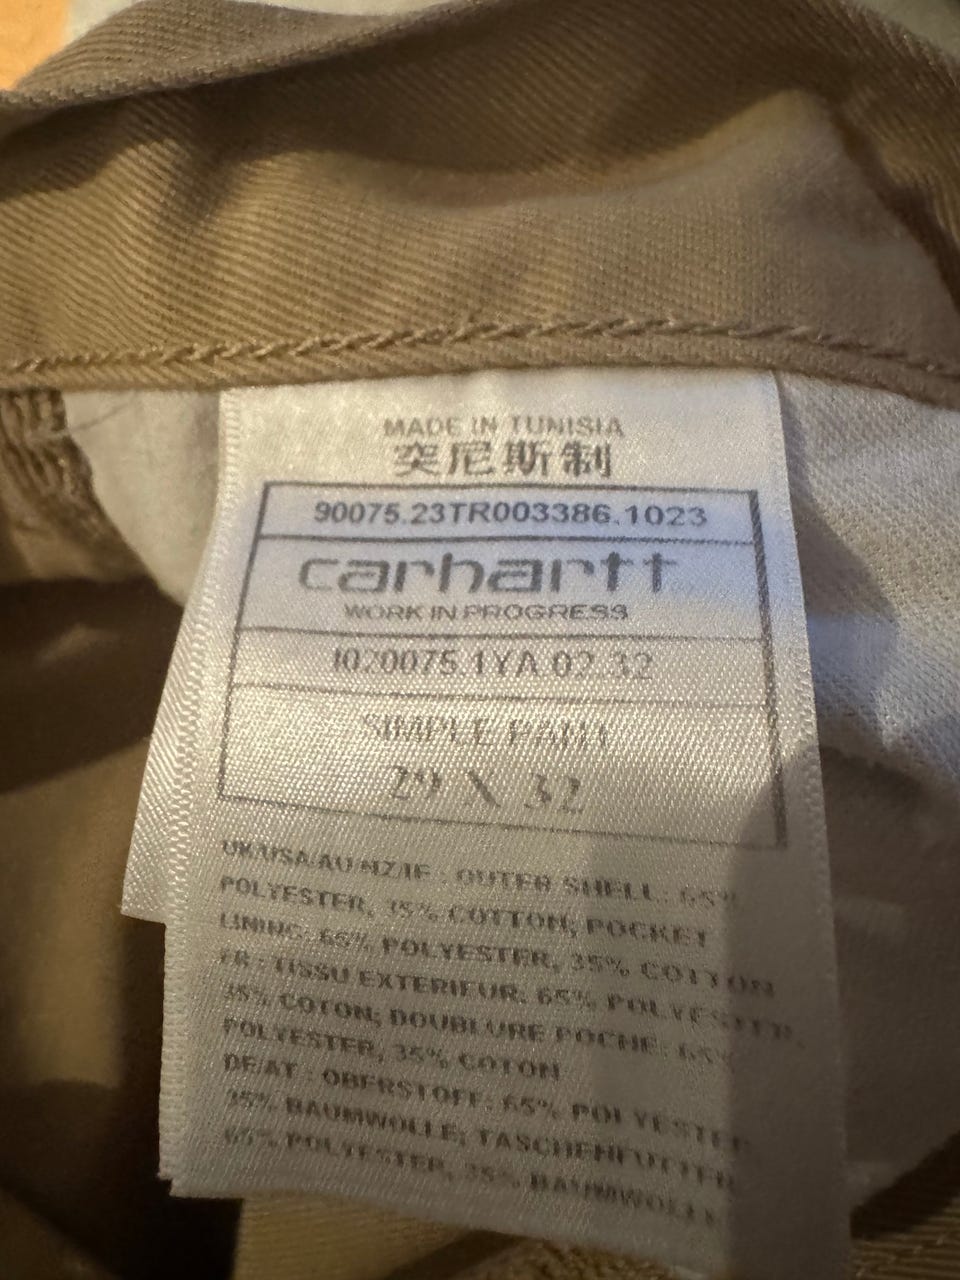 MADE IN TUNISIA
突尼斯制
90075.23TR003386.1023
carhartt
WORK IN PROGRESS
I020075.1YA.02.32
SIMPLE PANT
29 X 32
UK/USA/AU/NZ/IE : OUTER SHELL: 65%
POLYESTER, 35% COTTON; POCKET
LINING: 65% POLYESTER, 35% COTTON
FR : TISSU EXTERIEUR: 65% POLYESTER,
35% COTON; DOUBLURE POCHE: 65%
POLYESTER, 35% COTON
DE/AT : OBERSTOFF: 65% POLYESTER
35% BAUMWOLLE; TASCHENFUTTER:
65% POLYESTER, 35% BAUMWOLLE